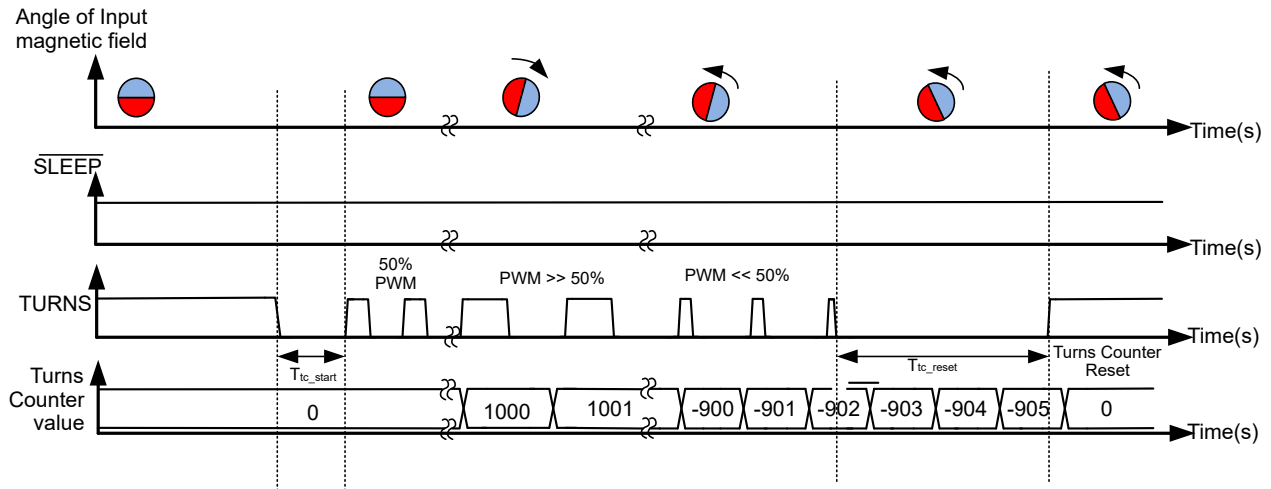 Angle of Input
magnetic field
Time(s)
SLEEP
Time(s)
TURNS
50%
PWM
PWM >> 50%
PWM << 50%
Time(s)
Ttc_start
Ttc_reset
Turns Counter
Reset
Turns
Counter
value
0
1000
1001
-900
-901
-902
-903
-904
-905
0
Time(s)